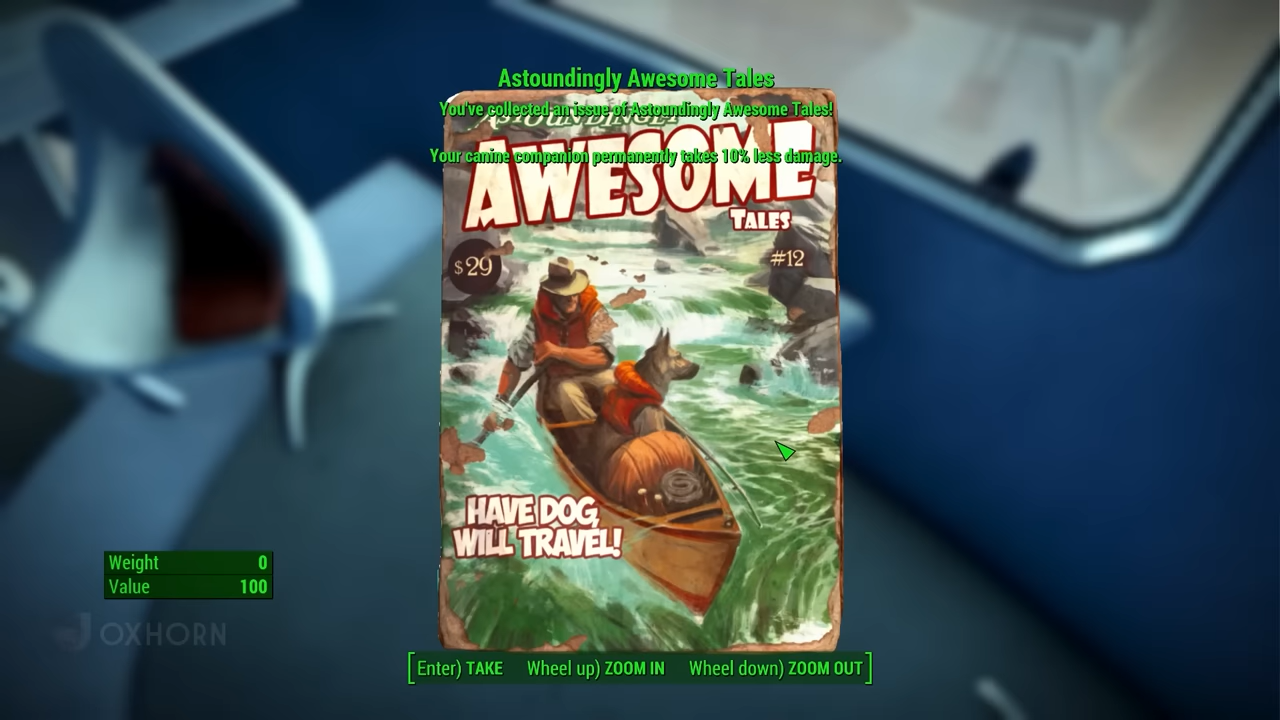 Astoundingly Awesome Tales
You've collected an issue of Astoundingly Awesome Tales!
ASTOUNDINGLY
Your canine companion permanently takes 10% less damage.
AWESOME
TALES
$29
#12
HAVE DOG,
WILL TRAVEL!
Weight 0
Value 100
OXHORN
[Enter) TAKE Wheel up) ZOOM IN Wheel down) ZOOM OUT]